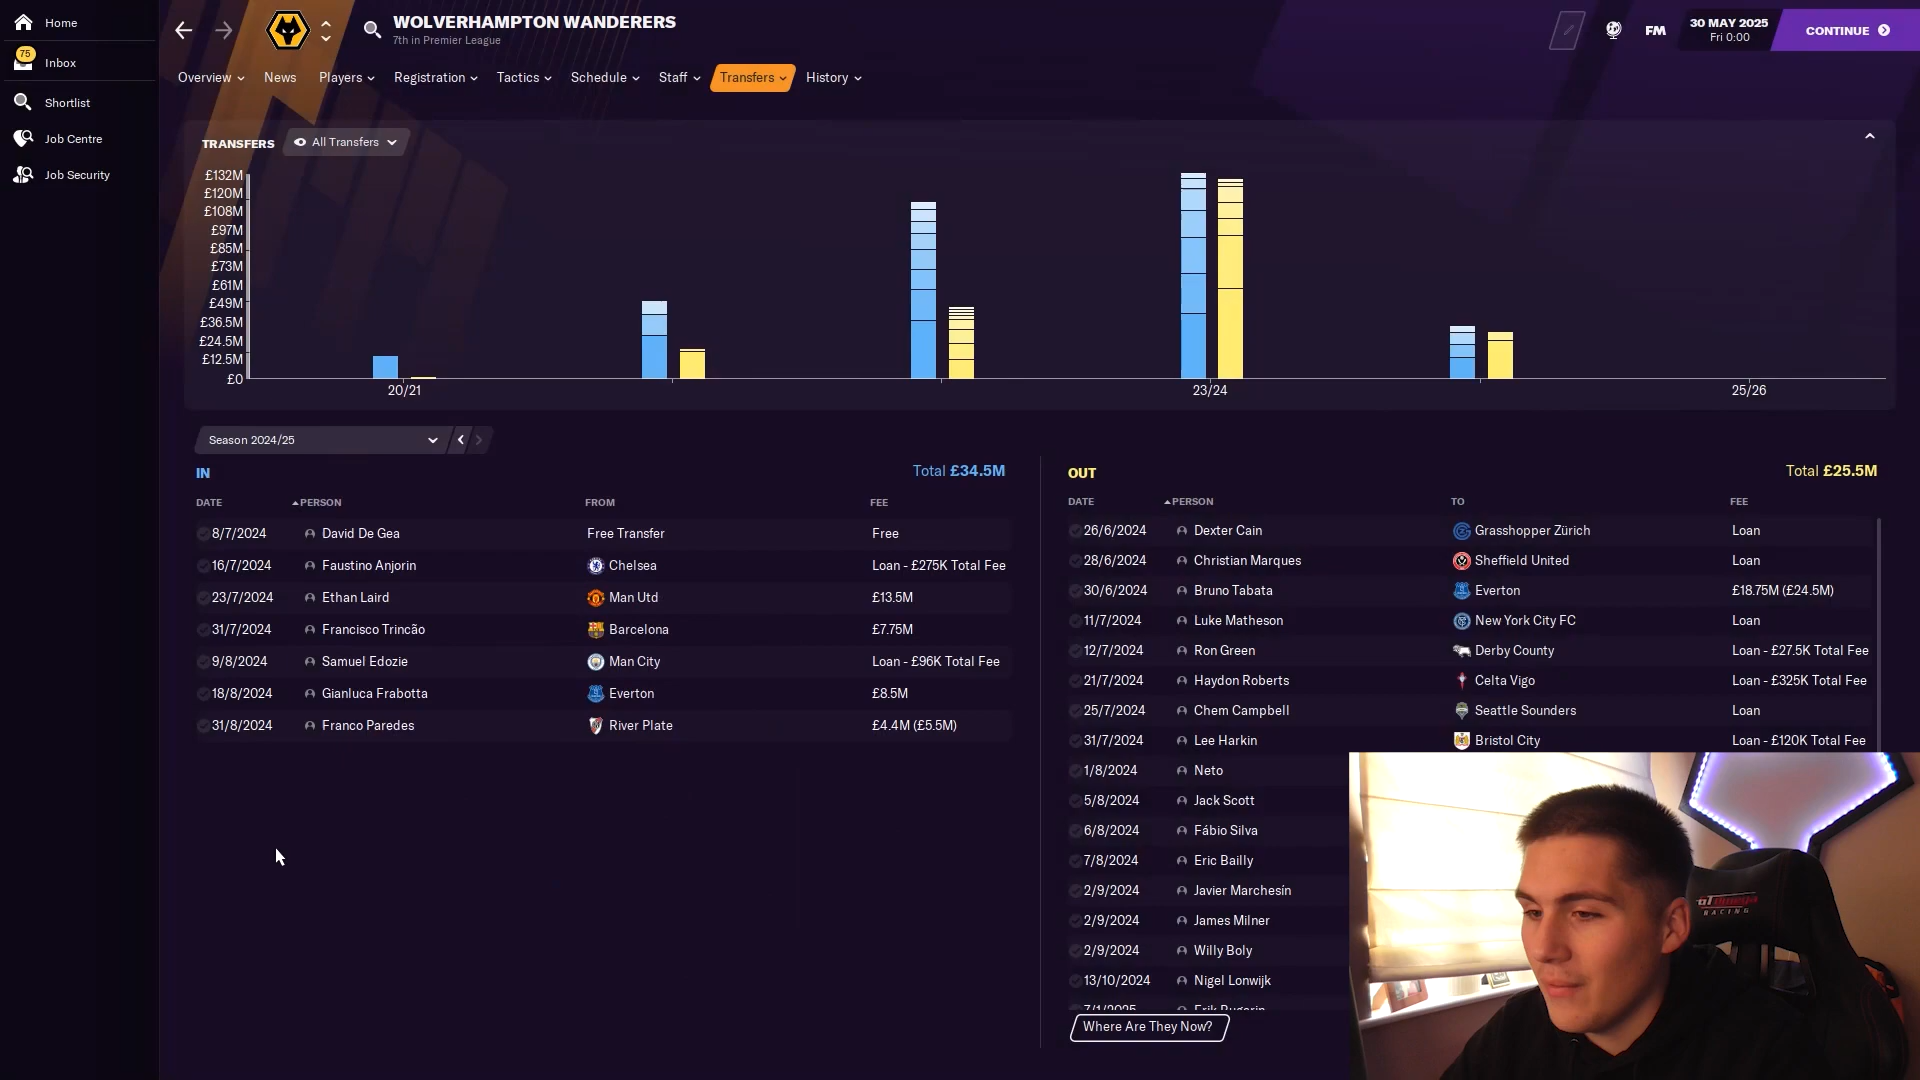 Home
75
Inbox
Shortlist
Job Centre
Job Security
WOLVERHAMPTON WANDERERS
7th in Premier League
FM
30 MAY 2025
Fri 0:00
CONTINUE
Overview
News
Players
Registration
Tactics
Schedule
Staff
Transfers
History
TRANSFERS
All Transfers
£132M
£120M
£108M
£97M
£85M
£73M
£61M
£49M
£36.5M
£24.5M
£12.5M
£0
20/21
23/24
25/26
Season 2024/25
IN
Total £34.5M
DATE PERSON FROM FEE
8/7/2024 David De Gea Free Transfer Free
16/7/2024 Faustino Anjorin Chelsea Loan - £275K Total Fee
23/7/2024 Ethan Laird Man Utd £13.5M
31/7/2024 Francisco Trincão Barcelona £7.75M
9/8/2024 Samuel Edozie Man City Loan - £96K Total Fee
18/8/2024 Gianluca Frabotta Everton £8.5M
31/8/2024 Franco Paredes River Plate £4.4M (£5.5M)
OUT
Total £25.5M
DATE PERSON TO FEE
26/6/2024 Dexter Cain Grasshopper Zürich Loan
28/6/2024 Christian Marques Sheffield United Loan
30/6/2024 Bruno Tabata Everton £18.75M (£24.5M)
11/7/2024 Luke Matheson New York City FC Loan
12/7/2024 Ron Green Derby County Loan - £27.5K Total Fee
21/7/2024 Haydon Roberts Celta Vigo Loan - £325K Total Fee
25/7/2024 Chem Campbell Seattle Sounders Loan
31/7/2024 Lee Harkin Bristol City Loan - £120K Total Fee
1/8/2024 Neto
5/8/2024 Jack Scott
6/8/2024 Fábio Silva
7/8/2024 Eric Bailly
2/9/2024 Javier Marchesín
2/9/2024 James Milner
2/9/2024 Willy Boly
13/10/2024 Nigel Lonwijk
7/1/2025
Where Are They Now?
RACING